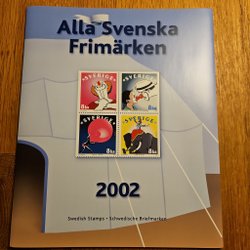 Alla Svenska
Frimärken
SVERIGE
SVERIGE
SVERIGE
SVERIGE
2002
Swedish Stamps - Schwedische Briefmarken